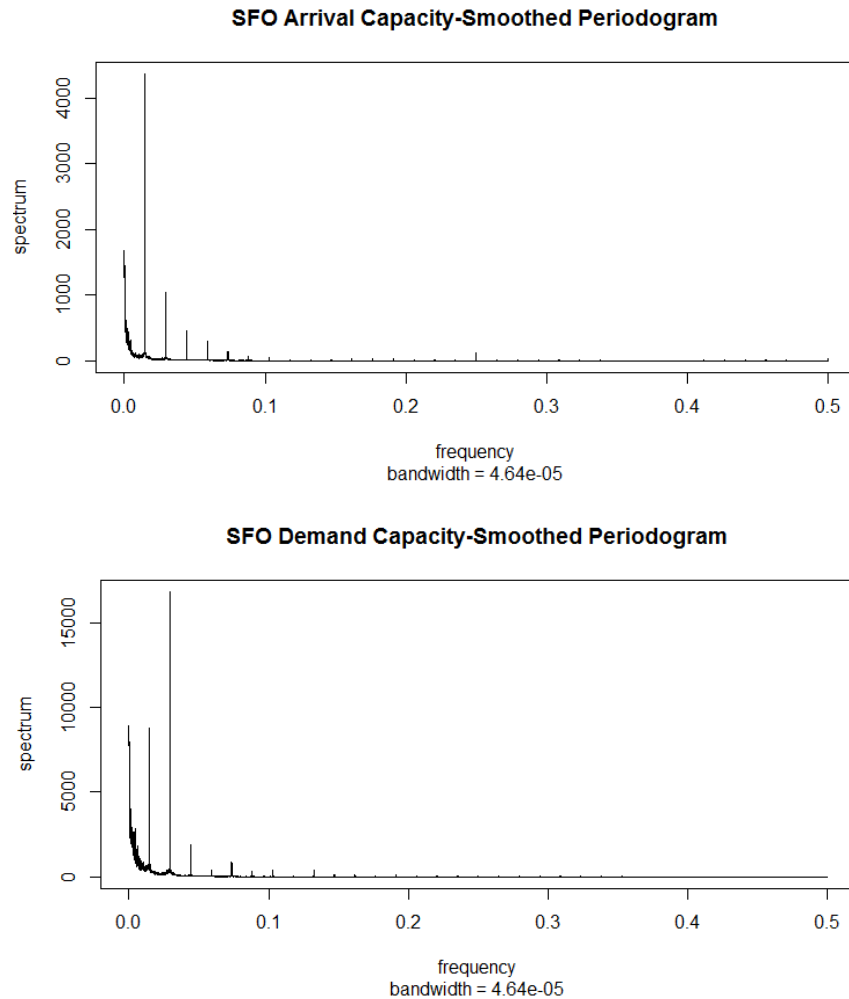 SFO Arrival Capacity-Smoothed Periodogram
spectrum
4000
3000
2000
1000
0
0.0 0.1 0.2 0.3 0.4 0.5
frequency
bandwidth = 4.64e-05
SFO Demand Capacity-Smoothed Periodogram
spectrum
15000
10000
5000
0
0.0 0.1 0.2 0.3 0.4 0.5
frequency
bandwidth = 4.64e-05